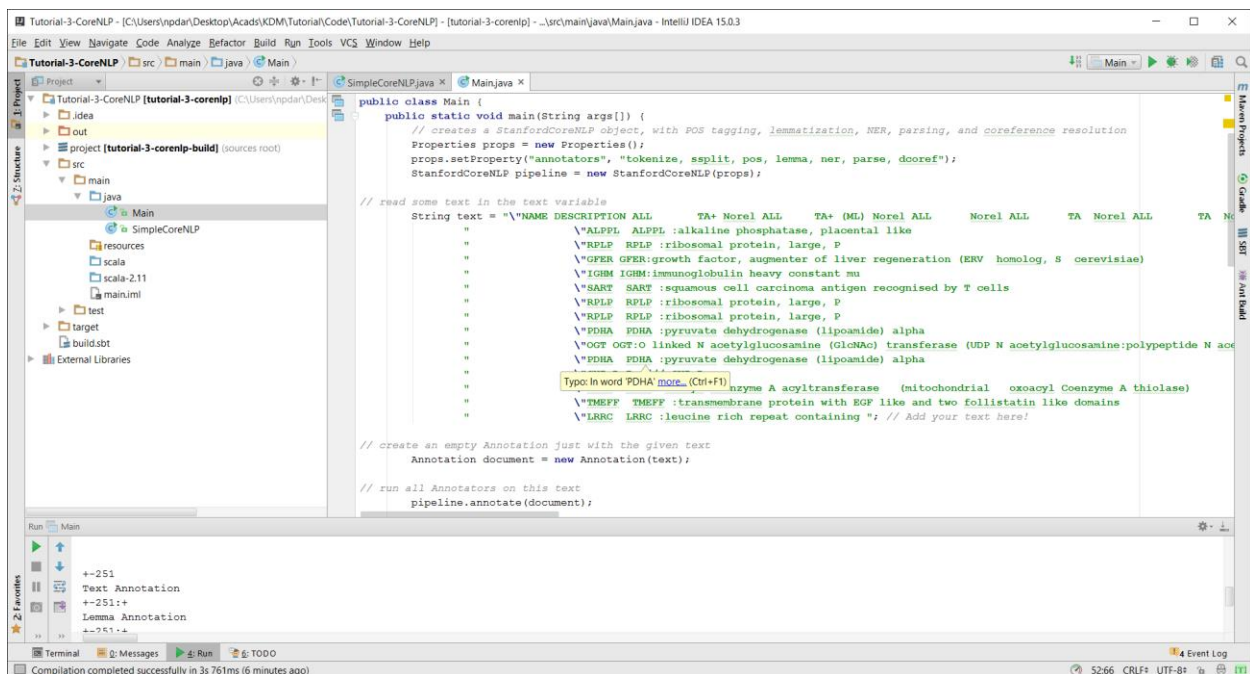 Tutorial-3-CoreNLP - [C:\Users\npdar\Desktop\Acads\KDM\Tutorial\Code\Tutorial-3-CoreNLP] - [tutorial-3-corenlp] - ...\src\main\java\Main.java - IntelliJ IDEA 15.0.3
File Edit View Navigate Code Analyze Refactor Build Run Tools VCS Window Help
Tutorial-3-CoreNLP src main java Main
Main
Project
SimpleCoreNLP.java × Main.java ×
1: Project
Z: Structure
2: Favorites
Tutorial-3-CoreNLP [tutorial-3-corenlp] (C:\Users\npdar\Desk
.idea
out
project [tutorial-3-corenlp-build] (sources root)
src
main
java
Main
SimpleCoreNLP
resources
scala
scala-2.11
main.iml
test
target
build.sbt
External Libraries
public class Main {
public static void main(String args[]) {
// creates a StanfordCoreNLP object, with POS tagging, lemmatization, NER, parsing, and coreference resolution
Properties props = new Properties();
props.setProperty("annotators", "tokenize, ssplit, pos, lemma, ner, parse, dcoref");
StanfordCoreNLP pipeline = new StanfordCoreNLP(props);
// read some text in the text variable
String text = "\"NAME DESCRIPTION ALL TA+ Norel ALL TA+ (ML) Norel ALL Norel ALL TA Norel ALL TA No
" \"ALPPL ALPPL :alkaline phosphatase, placental like
" \"RPLP RPLP :ribosomal protein, large, P
" \"GFER GFER:growth factor, augmenter of liver regeneration (ERV homolog, S cerevisiae)
" \"IGHM IGHM:immunoglobulin heavy constant mu
" \"SART SART :squamous cell carcinoma antigen recognised by T cells
" \"RPLP RPLP :ribosomal protein, large, P
" \"RPLP RPLP :ribosomal protein, large, P
" \"PDHA PDHA :pyruvate dehydrogenase (lipoamide) alpha
" \"OGT OGT:O linked N acetylglucosamine (GlcNAc) transferase (UDP N acetylglucosamine:polypeptide N ace
" \"PDHA PDHA :pyruvate dehydrogenase (lipoamide) alpha
Typo: In word 'PDHA' more... (Ctrl+F1)
" nzyme A acyltransferase (mitochondrial oxoacyl Coenzyme A thiolase)
" \"TMEFF TMEFF :transmembrane protein with EGF like and two follistatin like domains
" \"LRRC LRRC :leucine rich repeat containing "; // Add your text here!
// create an empty Annotation just with the given text
Annotation document = new Annotation(text);
// run all Annotators on this text
pipeline.annotate(document);
m Maven Projects
Gradle
SBT
Ant Build
Run Main
+-251
Text Annotation
+-251:+
Lemma Annotation
+-251:+
Terminal 0: Messages 4: Run 6: TODO
4 Event Log
Compilation completed successfully in 3s 761ms (6 minutes ago)
52:66 CRLF÷ UTF-8÷